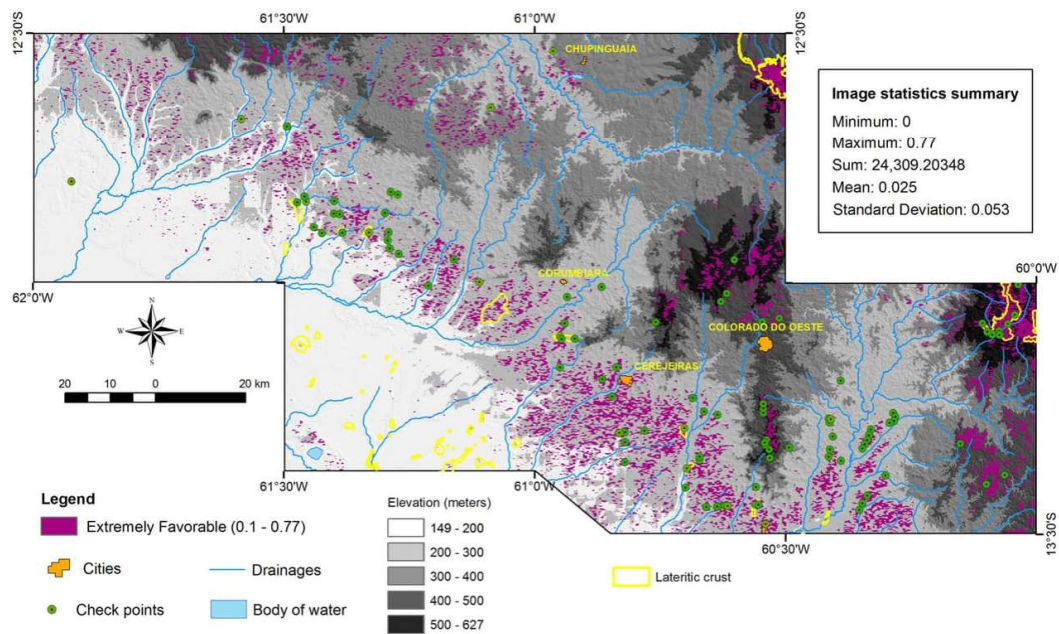 61°30'W
61°0'W
12°30'S
12°30'S
CHUPINGUAIA
Image statistics summary
Minimum: 0
Maximum: 0.77
Sum: 24,309.20348
Mean: 0.025
Standard Deviation: 0.053
60°0'W
62°0'W
CORUMBIARA
N
W
E
S
COLORADO DO OESTE
CEREJEIRAS
20 10 0 20 km
61°30'W
61°0'W
60°30'W
13°30'S
Legend
Extremely Favorable (0.1 - 0.77)
Cities
Drainages
Check points
Body of water
Elevation (meters)
149 - 200
200 - 300
300 - 400
400 - 500
500 - 627
Lateritic crust